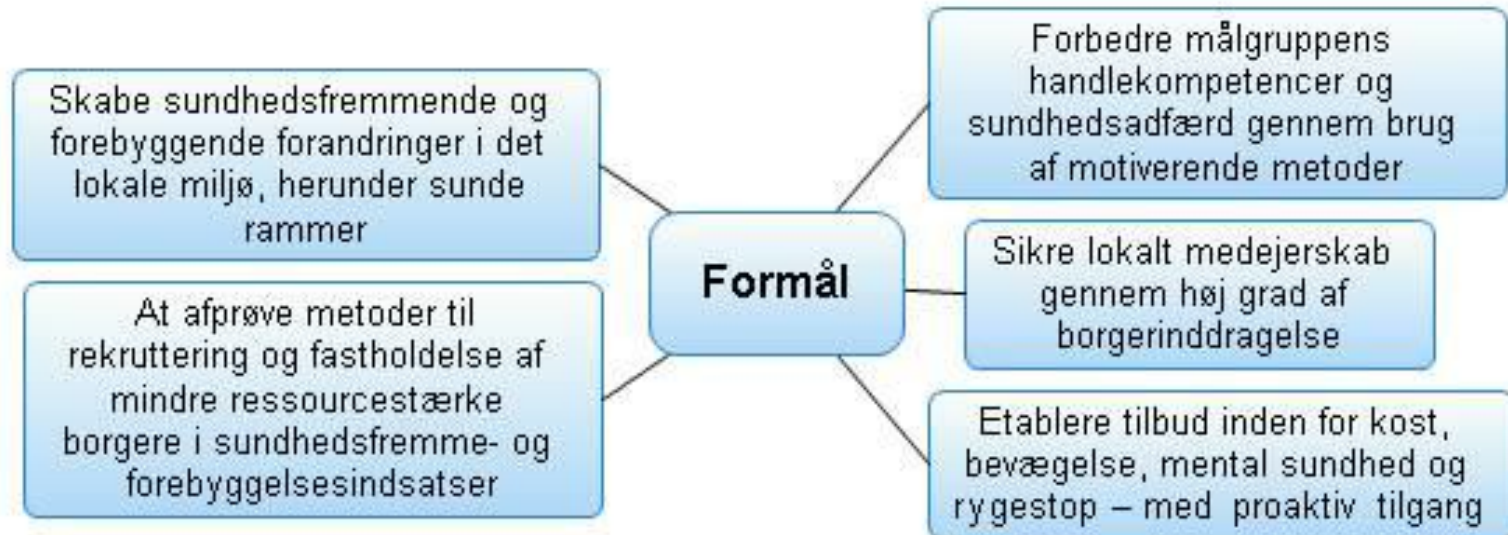 Skabe sundhedsfremmende og
forebyggende forandringer i det
lokale miljø, herunder sunde
rammer
At afprøve metoder til
rekruttering og fastholdelse af
mindre ressourcestærke
borgere i sundhedsfremme- og
forebyggelsesindsatser
Formål
Forbedre målgruppens
handlekompetencer og
sundhedsadfærd gennem brug
af motiverende metoder
Sikre lokalt medejerskab
gennem høj grad af
borgerinddragelse
Etablere tilbud inden for kost,
bevægelse, mental sundhed og
rygestop – med proaktiv tilgang